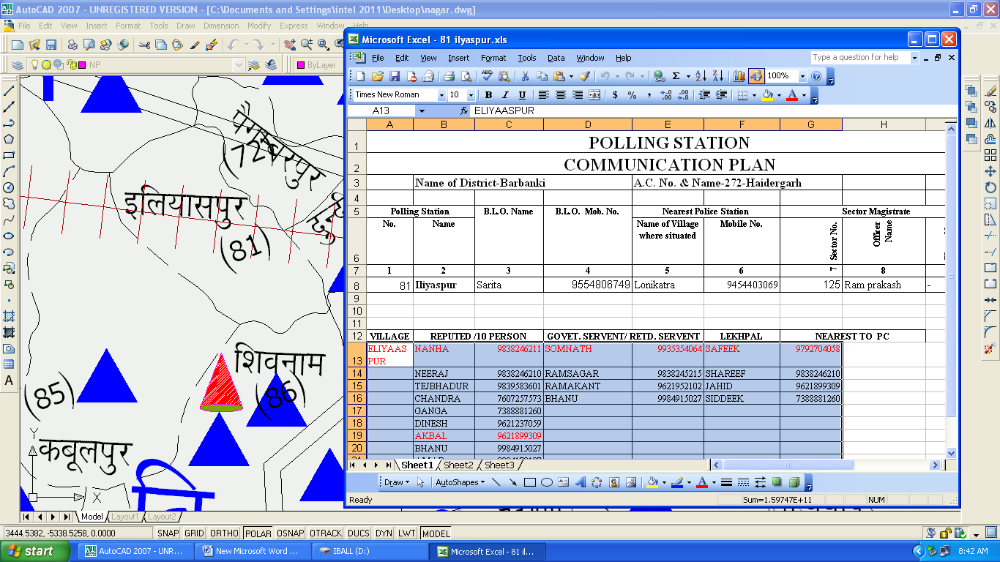 AutoCAD 2007 - UNREGISTERED VERSION - [C:\Documents and Settings\intel 2011\Desktop\nagar.dwg]
File Edit View Insert Format Tools Draw Dimension Modify Express Window
NP
ByLayer
पैगम्बरपुर
(72)
इलियासपुर
(81)
शिवनाम
(86)
(85)
कबूलपुर
Y
X
Model Layout1 Layout2
3444.5382, -5339.5258, 0.0000 SNAP GRID ORTHO POLAR OSNAP OTRACK DUCS DYN LWT MODEL
Microsoft Excel - 81 ilyaspur.xls
File Edit View Insert Format Tools Data Window Help Type a question for help
100%
Times New Roman 10 B I U $ % ,
A13 fx ELIYAASPUR
A B C D E F G H
1 POLLING STATION
2 COMMUNICATION PLAN
3 Name of District-Barbanki A.C. No. & Name-272-Haidergarh
4
5 Polling Station B.L.O. Name B.L.O. Mob. No. Nearest Police Station Sector Magistrate
6 No. Name Name of Village where situated Mobile No. Sector No. Officer Name
7 1 2 3 4 5 6 7 8
8 81 Iliyaspur Sarita 9554806749 Lonikatra 9454403069 125 Ram prakash -
9
10
11
12 VILLAGE REPUTED /10 PERSON GOVET. SERVENT/ RETD. SERVENT LEKHPAL NEAREST TO PC
13 ELIYAAS PUR NANHA 9838246211 SOMNATH 9935354064 SAFEEK 9792704058
14 NEERAJ 9838246210 RAMSAGAR 9838245215 SHAREEF 9838246210
15 TEJBHADUR 9839583601 RAMAKANT 9621952102 JAHID 9621899309
16 CHANDRA 7607257573 BHANU 9984915027 SIDDEEK 7388881260
17 GANGA 7388881260
18 DINESH 9621237059
19 AKBAL 9621899309
20 BHANU 9984915027
Sheet1 Sheet2 Sheet3
Draw AutoShapes
Ready Sum=1.59747E+11 NUM
start AutoCAD 2007 - UNR... New Microsoft Word ... IBALL (D:) Microsoft Excel - 81 il... 8:42 AM